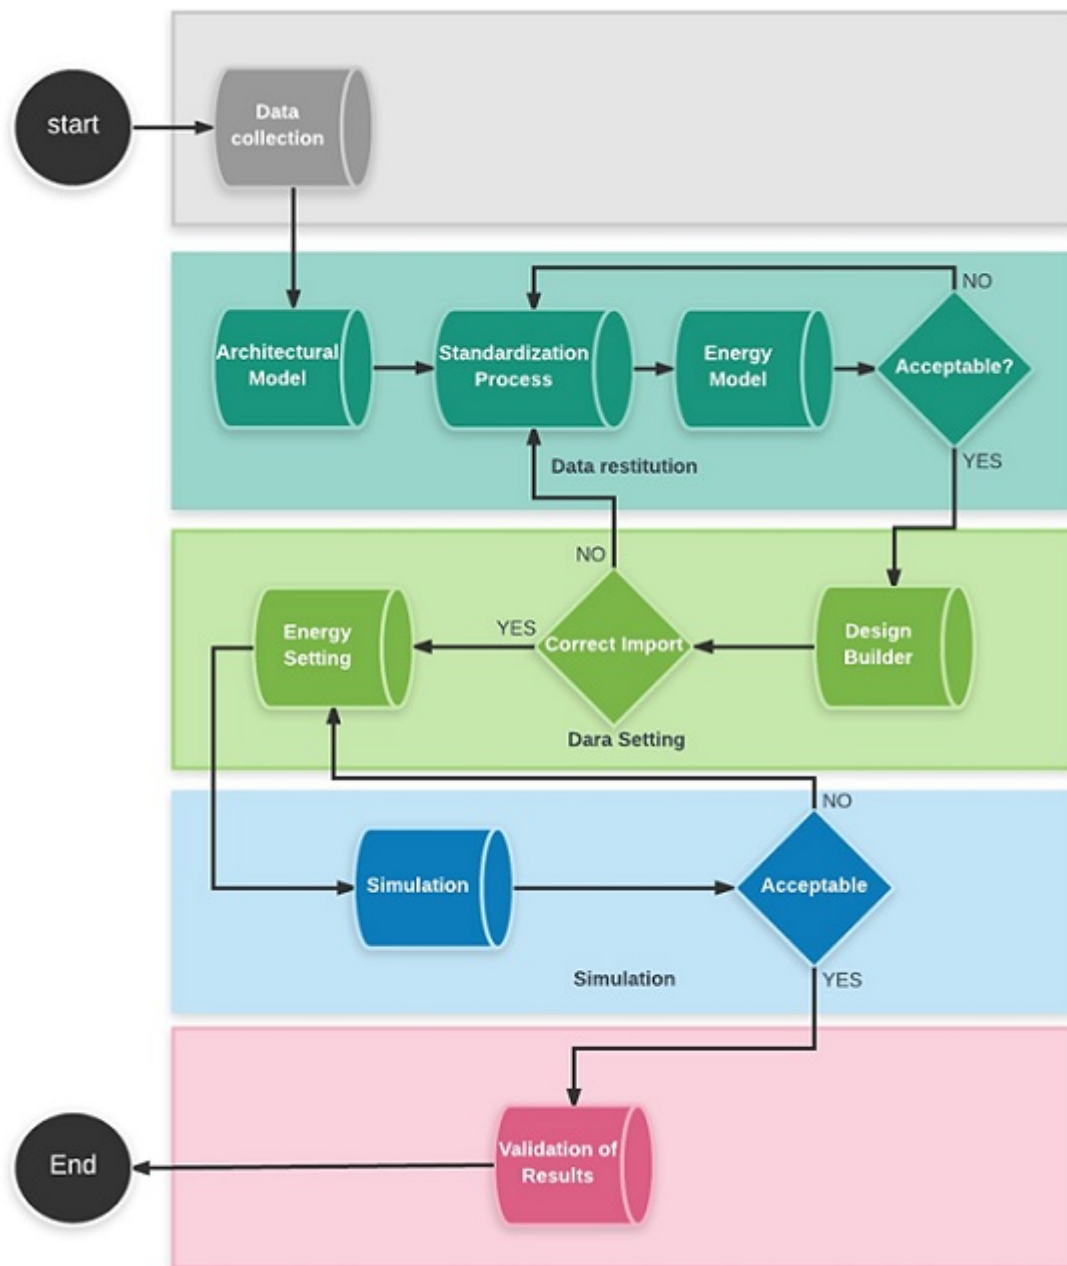 start
Data
collection
NO
Architectural
Model
Standardization
Process
Energy
Model
Acceptable?
Data restitution
YES
NO
Energy
Setting
YES
Correct Import
Design
Builder
Dara Setting
NO
Simulation
Acceptable
Simulation
YES
Validation of
Results
End